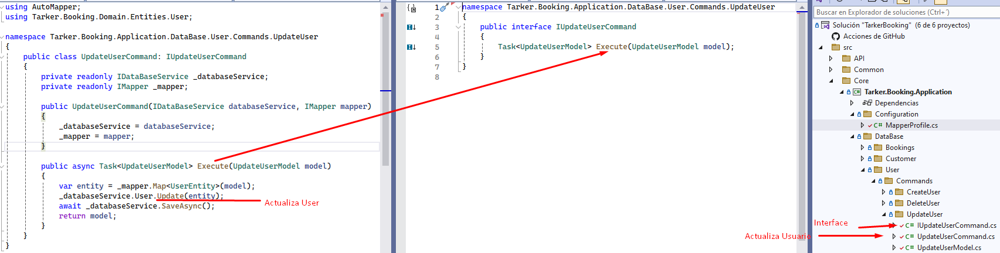 using AutoMapper;
using Tarker.Booking.Domain.Entities.User;
namespace Tarker.Booking.Application.DataBase.User.Commands.UpdateUser
{
public class UpdateUserCommand: IUpdateUserCommand
{
private readonly IDataBaseService _databaseService;
private readonly IMapper _mapper;
public UpdateUserCommand(IDataBaseService databaseService, IMapper mapper)
{
_databaseService = databaseService;
_mapper = mapper;
}
public async Task<UpdateUserModel> Execute(UpdateUserModel model)
{
var entity = _mapper.Map<UserEntity>(model);
_databaseService.User.Update(entity);
Actualiza User
await _databaseService.SaveAsync();
return model;
}
}
}
1 namespace Tarker.Booking.Application.DataBase.User.Commands.UpdateUser
2 {
3 public interface IUpdateUserCommand
4 {
5 Task<UpdateUserModel> Execute(UpdateUserModel model);
6 }
7 }
8
Buscar en Explorador de soluciones (Ctrl+´)
Solución "TarkerBooking" (6 de 6 proyectos)
Acciones de GitHub
src
API
Common
Core
Tarker.Booking.Application
Dependencias
Configuration
C# MapperProfile.cs
DataBase
Bookings
Customer
User
Commands
CreateUser
DeleteUser
UpdateUser
Interface
C# IUpdateUserCommand.cs
Actualiza Usuario
C# UpdateUserCommand.cs
C# UpdateUserModel.cs